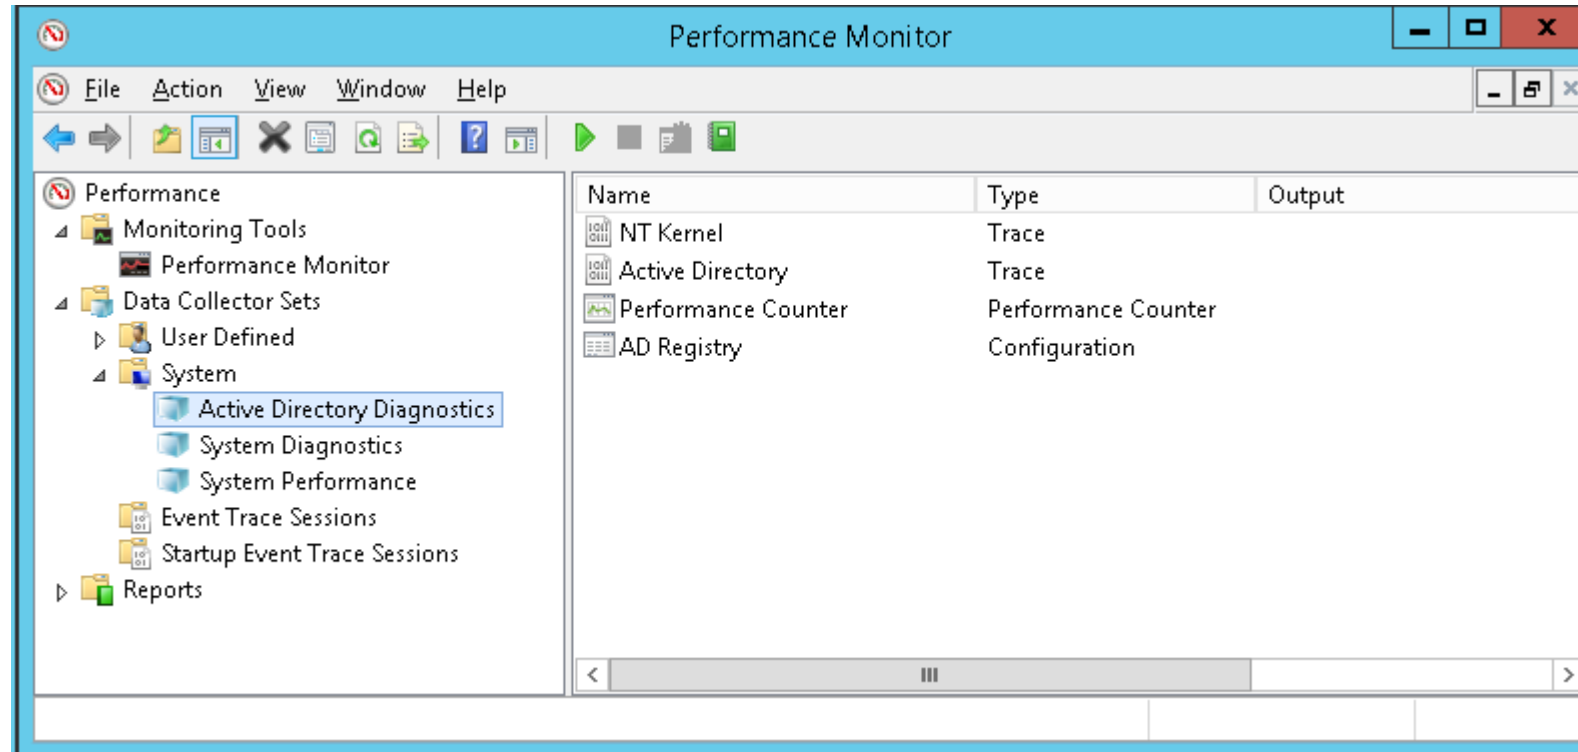 Performance Monitor
File Action View Window Help
Performance
Monitoring Tools
Performance Monitor
Data Collector Sets
User Defined
System
Active Directory Diagnostics
System Diagnostics
System Performance
Event Trace Sessions
Startup Event Trace Sessions
Reports
Name Type Output
NT Kernel Trace
Active Directory Trace
Performance Counter Performance Counter
AD Registry Configuration